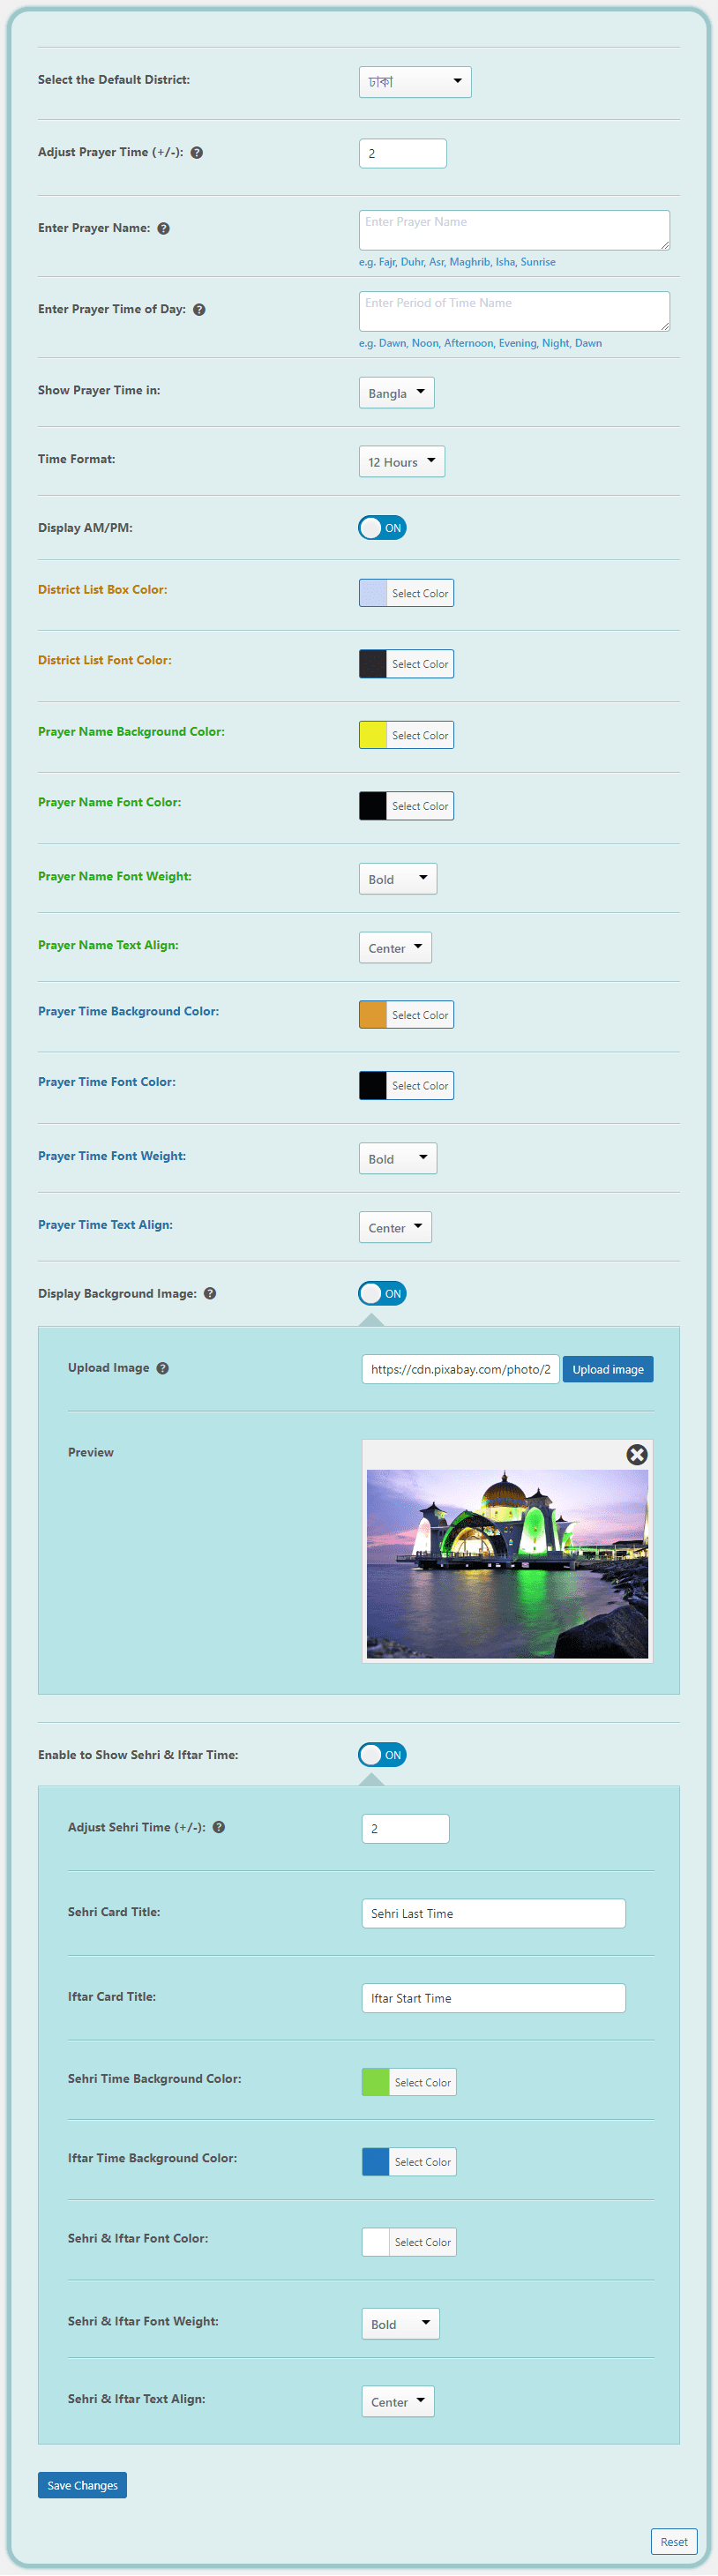 Select the Default District: ঢাকা
Adjust Prayer Time (+/-): ? 2
Enter Prayer Name: ? Enter Prayer Name
e.g. Fajr, Duhr, Asr, Maghrib, Isha, Sunrise
Enter Prayer Time of Day: ? Enter Period of Time Name
e.g. Dawn, Noon, Afternoon, Evening, Night, Dawn
Show Prayer Time in: Bangla
Time Format: 12 Hours
Display AM/PM: ON
District List Box Color: Select Color
District List Font Color: Select Color
Prayer Name Background Color: Select Color
Prayer Name Font Color: Select Color
Prayer Name Font Weight: Bold
Prayer Name Text Align: Center
Prayer Time Background Color: Select Color
Prayer Time Font Color: Select Color
Prayer Time Font Weight: Bold
Prayer Time Text Align: Center
Display Background Image: ? ON
Upload Image ? https://cdn.pixabay.com/photo/2 Upload image
Preview
Enable to Show Sehri & Iftar Time: ON
Adjust Sehri Time (+/-): ? 2
Sehri Card Title: Sehri Last Time
Iftar Card Title: Iftar Start Time
Sehri Time Background Color: Select Color
Iftar Time Background Color: Select Color
Sehri & Iftar Font Color: Select Color
Sehri & Iftar Font Weight: Bold
Sehri & Iftar Text Align: Center
Save Changes
Reset